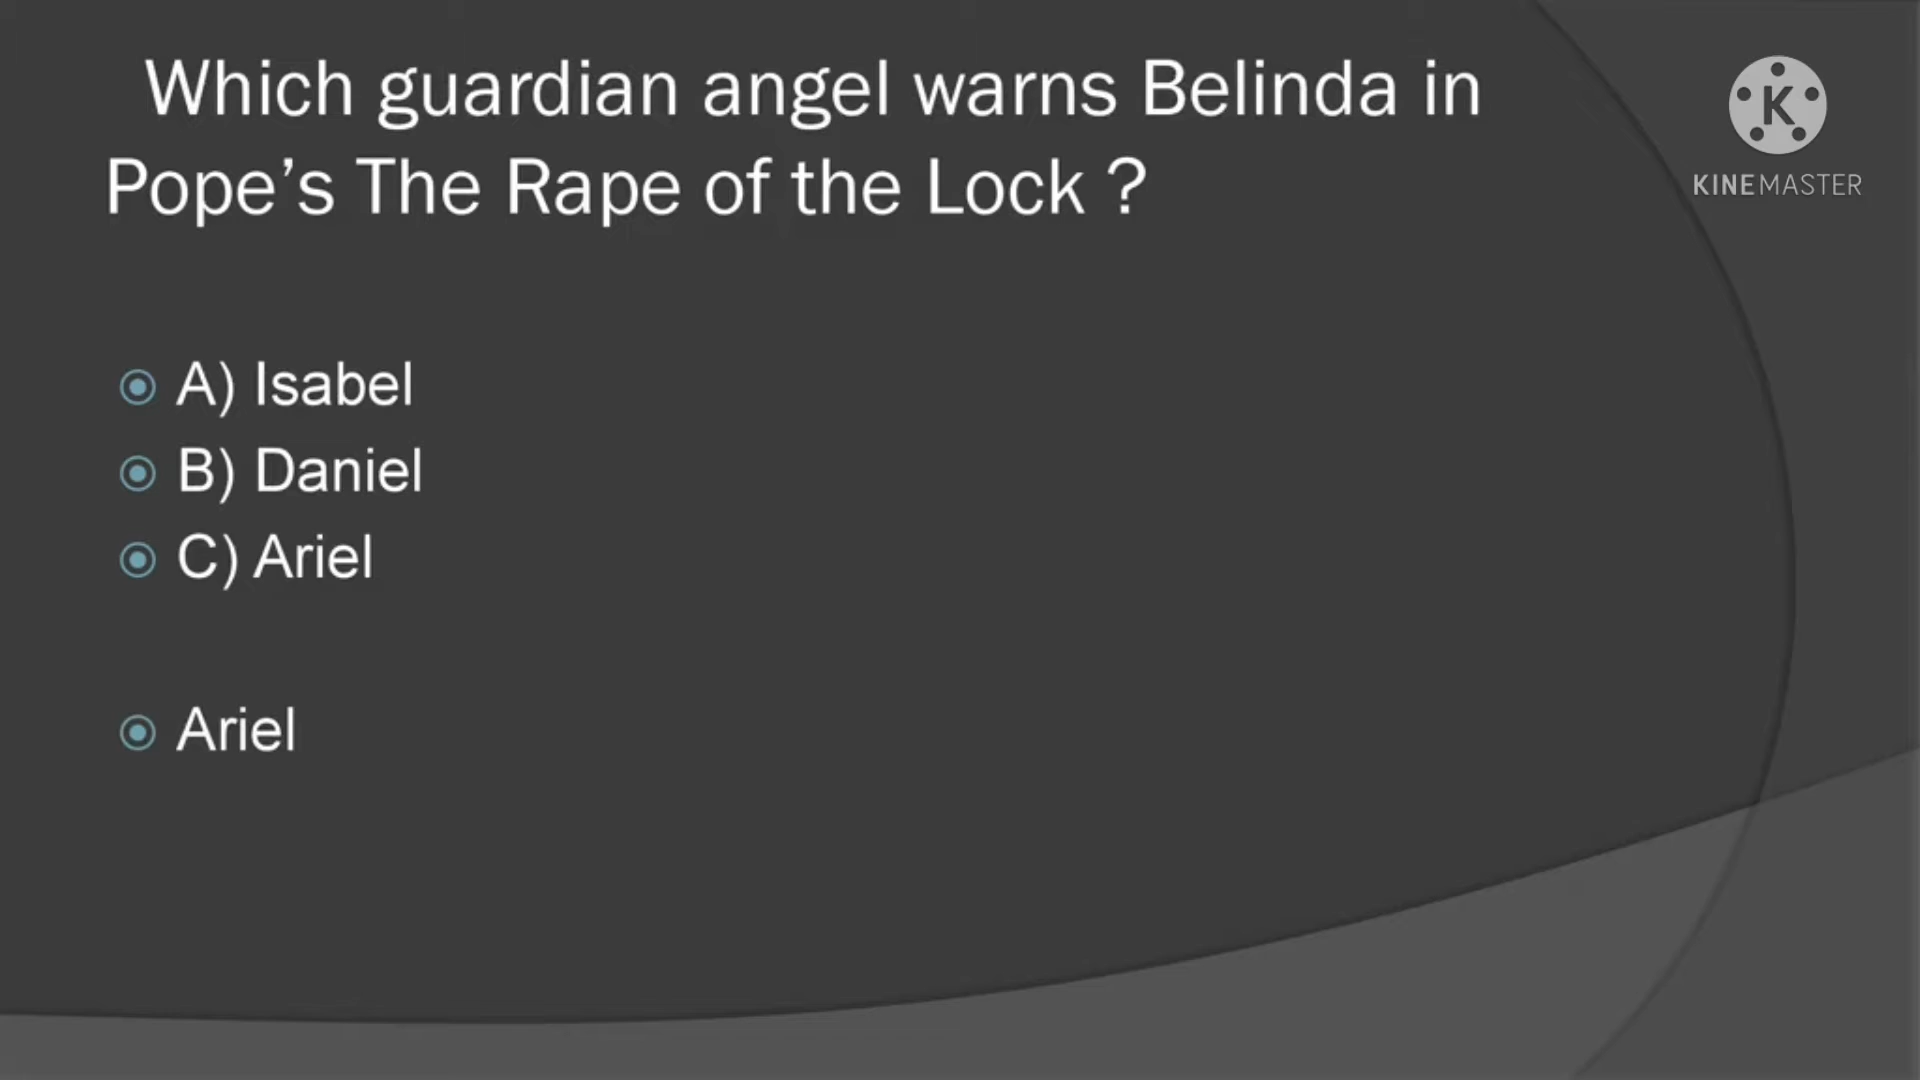 Which guardian angel warns Belinda in
Pope’s The Rape of the Lock ?
K
KINEMASTER
A) Isabel
B) Daniel
C) Ariel
Ariel